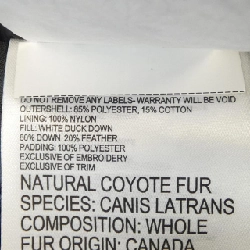 DO NOT REMOVE ANY LABELS- WARRANTY WILL BE VOID
OUTERSHELL: 85% POLYESTER, 15% COTTON
LINING: 100% NYLON
FILL: WHITE DUCK DOWN
80% DOWN 20% FEATHER
PADDING: 100% POLYESTER
EXCLUSIVE OF EMBROIDERY
EXCLUSIVE OF TRIM
NATURAL COYOTE FUR
SPECIES: CANIS LATRANS
COMPOSITION: WHOLE
FUR ORIGIN: CANADA